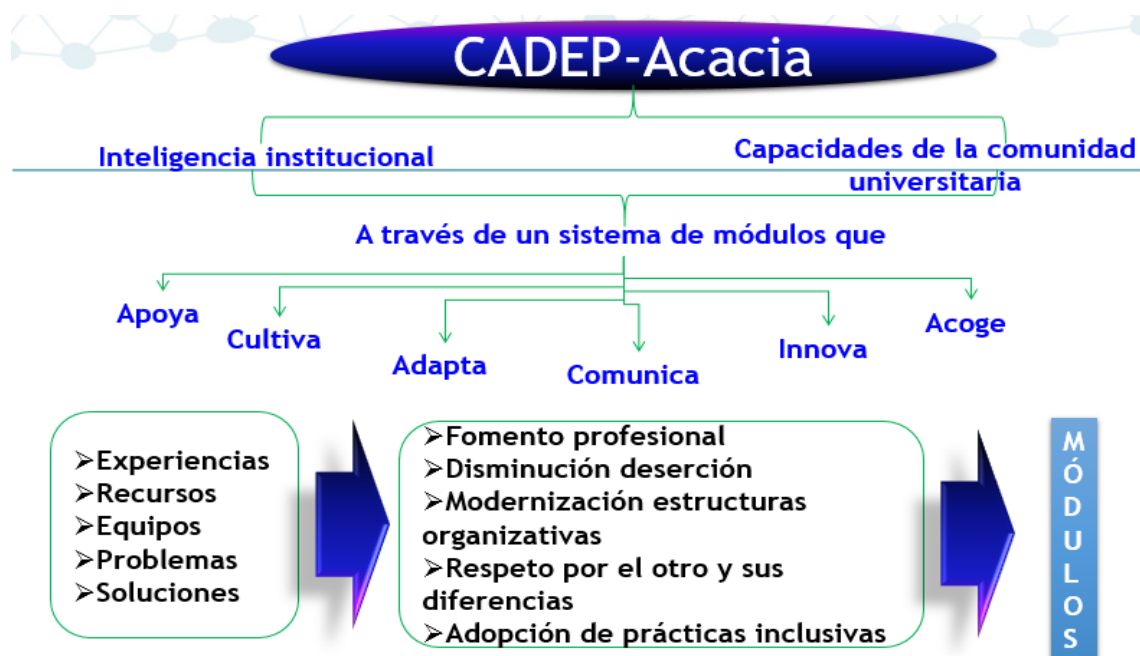 CADEP-Acacia
Inteligencia institucional
Capacidades de la comunidad
universitaria
A través de un sistema de módulos que
Apoya
Cultiva
Adapta
Comunica
Innova
Acoge
➢Experiencias
➢Recursos
➢Equipos
➢Problemas
➢Soluciones
➢Fomento profesional
➢Disminución deserción
➢Modernización estructuras
organizativas
➢Respeto por el otro y sus
diferencias
➢Adopción de prácticas inclusivas
MÓDULOS